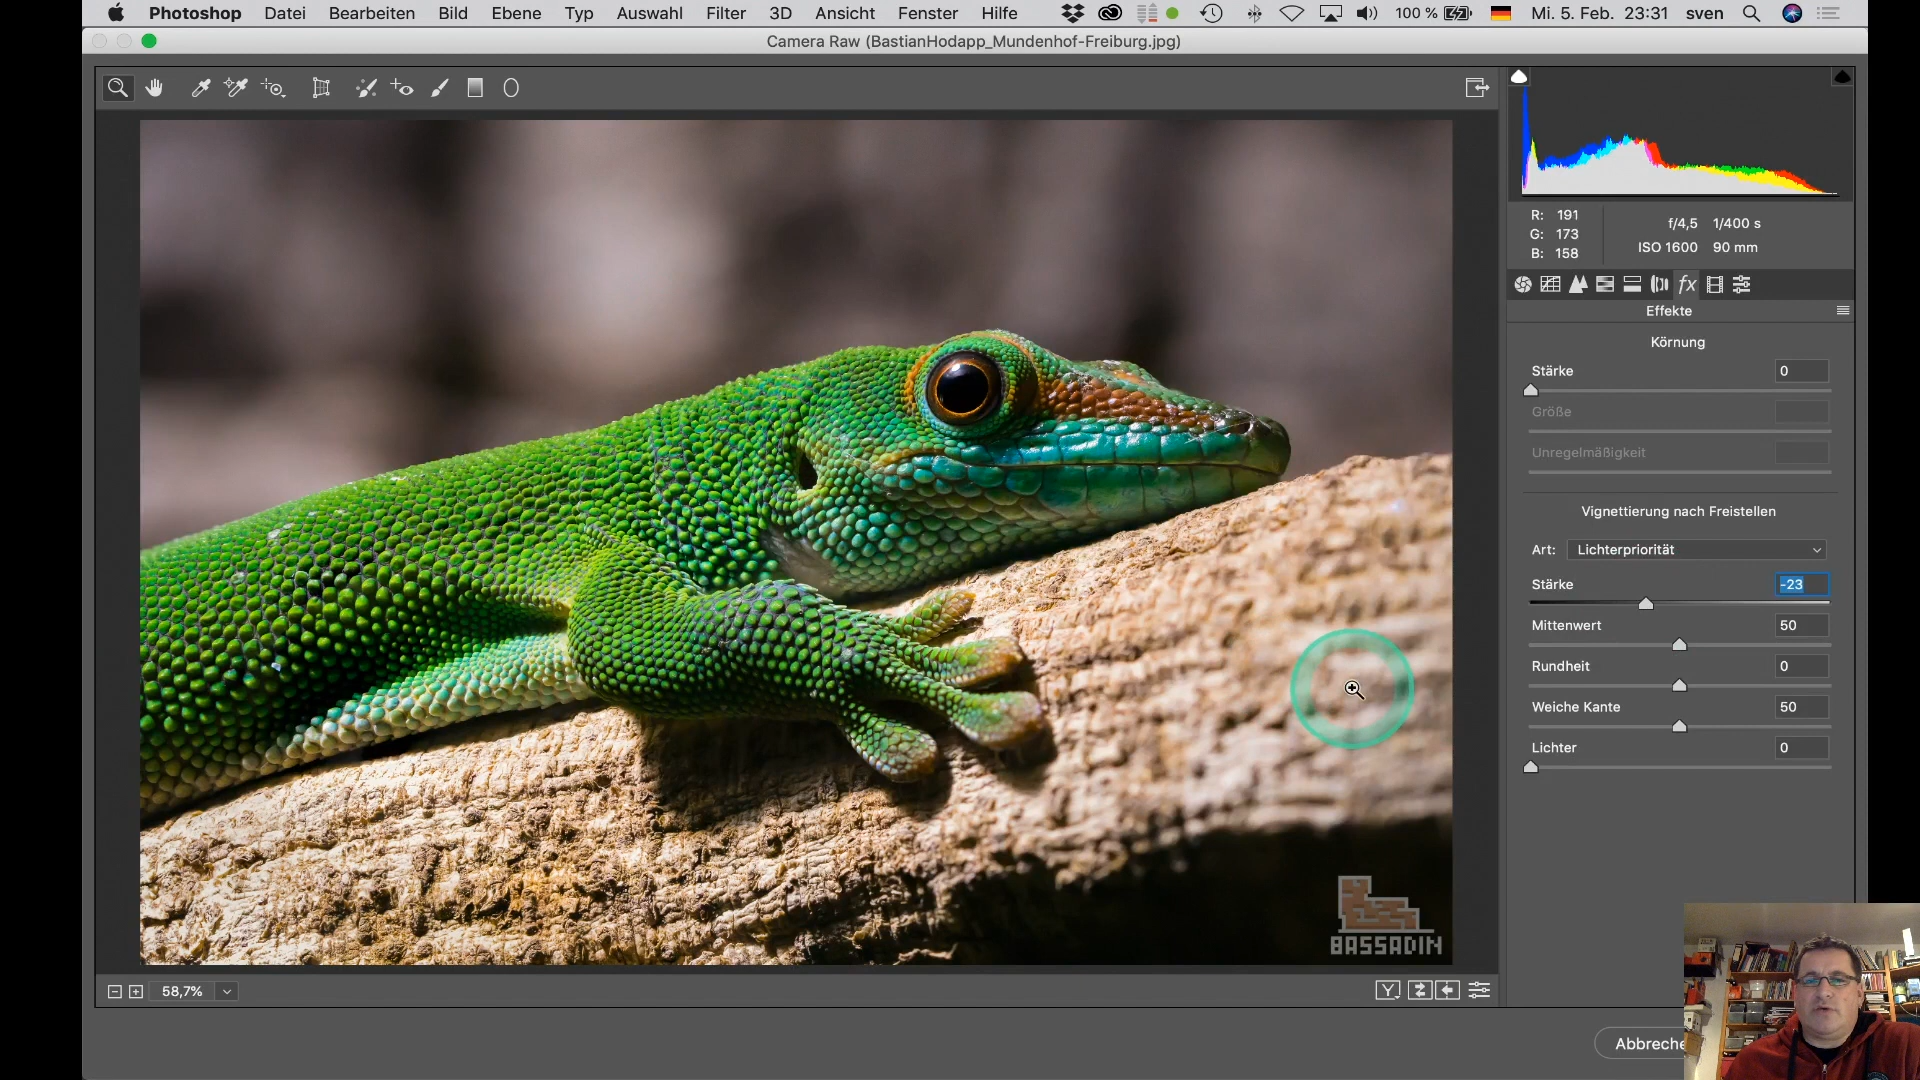 Photoshop Datei Bearbeiten Bild Ebene Typ Auswahl Filter 3D Ansicht Fenster Hilfe 100 % Mi. 5. Feb. 23:31 sven
Camera Raw (BastianHodapp_Mundenhof-Freiburg.jpg)
R: 191
G: 173
B: 158
f/4,5 1/400 s
ISO 1600 90 mm
fx
Effekte
Körnung
Stärke 0
Größe
Unregelmäßigkeit
Vignettierung nach Freistellen
Art: Lichterpriorität
Stärke -23
Mittenwert 50
Rundheit 0
Weiche Kante 50
Lichter 0
BASSADIN
58,7%
Y
Abbreche